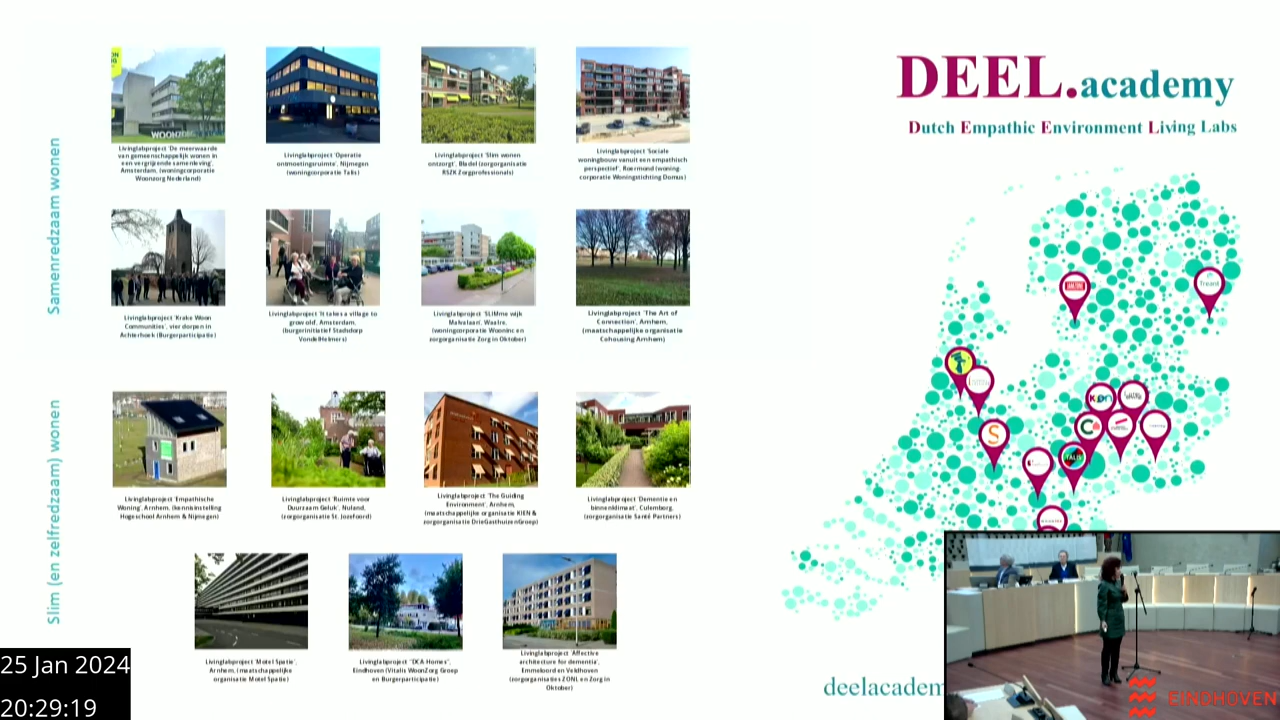 DEEL.academy
Dutch Empathic Environment Living Labs
Samenredzaam wonen
WOONZ
Livinglabproject 'De meerwaarde
van gemeenschappelijk wonen in
een vergrijzende samenleving',
Amsterdam, (woningcorporatie
Woonzorg Nederland)
Livinglabproject 'Operatie
ontmoetingsruimte', Nijmegen
(woningcorporatie Talis)
Livinglabproject 'Slim wonen
ontzorgt', Bladel (zorgorganisatie
RSZK Zorgprofessionals)
Livinglabproject 'Sociale
woningbouw vanuit een empathisch
perspectief', Roermond (woning-
corporatie Woningstichting Domus)
Livinglabproject 'Krake Woon
Communities', vier dorpen in
Achterhoek (Burgerparticipatie)
Livinglabproject 'It takes a village to
grow old', Amsterdam,
(burgerinitiatief Stadsdorp
VondelHelmers)
Livinglabproject 'SLIMme wijk
Malvalaan', Waalre,
(woningcorporatie Wooninc en
zorgorganisatie Zorg in Oktober)
Livinglabproject 'The Art of
Connection', Arnhem,
(maatschappelijke organisatie
Cohousing Arnhem)
Slim (en zelfredzaam) wonen
Livinglabproject 'Empathische
Woning', Arnhem, (kennisinstelling
Hogeschool Arnhem & Nijmegen)
Livinglabproject 'Ruimte voor
Duurzaam Geluk', Nuland,
(zorgorganisatie St. Jozefoord)
Livinglabproject 'The Guiding
Environment', Arnhem,
(maatschappelijke organisatie KIEN &
zorgorganisatie DrieGasthuizenGroep)
Livinglabproject 'Dementie en
binnenklimaat', Culemborg,
(zorgorganisatie Santé Partners)
Livinglabproject 'Motel Spatie',
Arnhem, (maatschappelijke
organisatie Motel Spatie)
Livinglabproject "DCA Homes",
Eindhoven (Vitalis WoonZorg Groep
en Burgerparticipatie)
Livinglabproject 'Affective
architecture for dementia',
Emmeloord en Veldhoven
(zorgorganisaties ZONL en Zorg in
Oktober)
Treant
S
TALIS
deelacadem
25 Jan 2024
20:29:19
EINDHOVEN